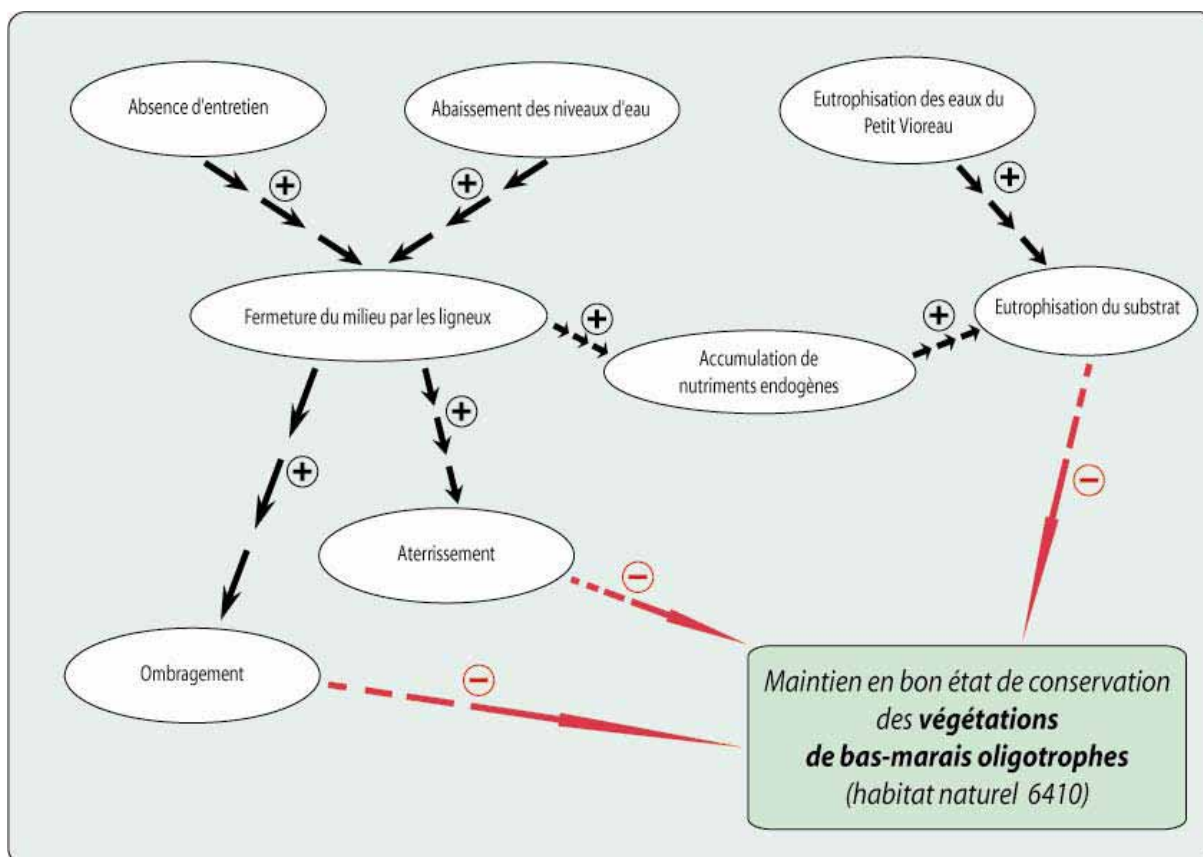 Absence d'entretien
Abaissement des niveaux d'eau
Eutrophisation des eaux du
Petit Vioreau
+
+
+
Fermeture du milieu par les ligneux
+
Accumulation de
nutriments endogènes
+
Eutrophisation du substrat
+
+
−
Aterrissement
−
Ombragement
−
Maintien en bon état de conservation
des végétations
de bas-marais oligotrophes
(habitat naturel 6410)